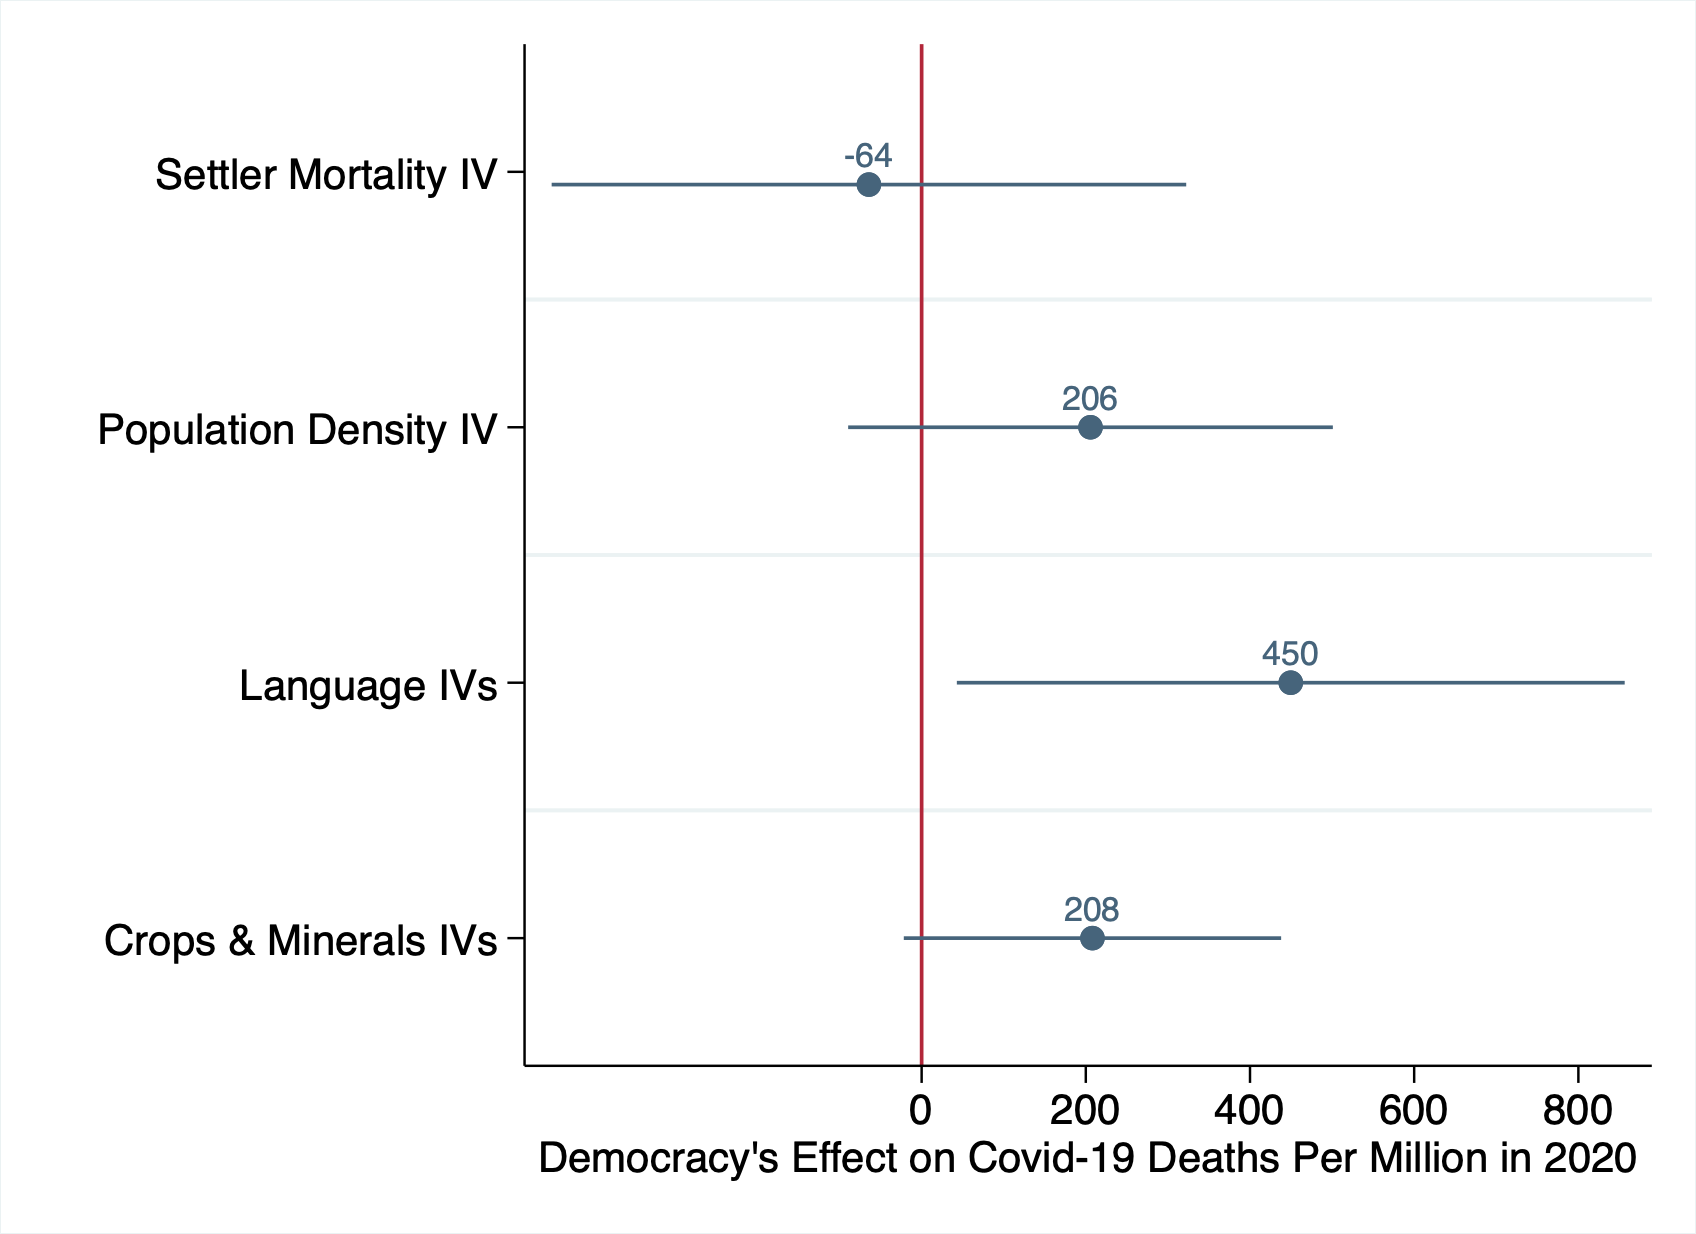 Settler Mortality IV
-64
Population Density IV
206
Language IVs
450
Crops & Minerals IVs
208
0 200 400 600 800
Democracy's Effect on Covid-19 Deaths Per Million in 2020